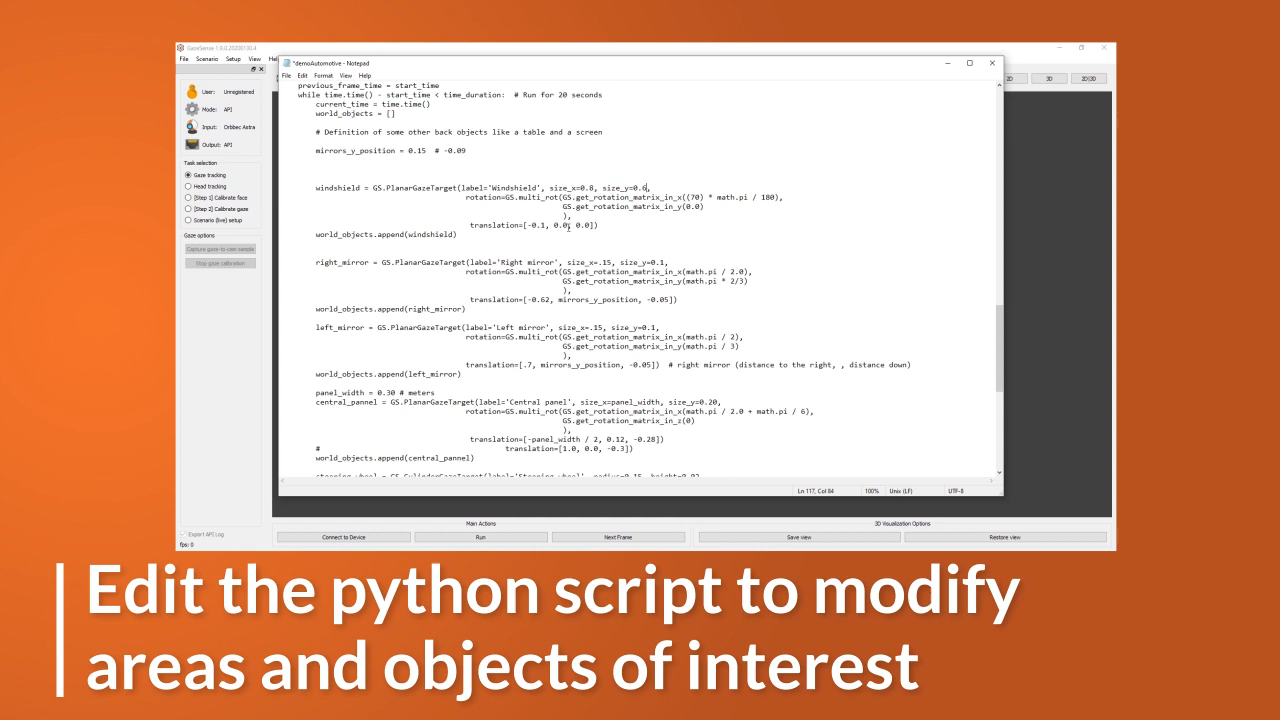 GazeSense 1.9.0.20200130.4
File Scenario Setup View Hel
User: Unregistered
Mode: API
Input: Orbbec Astra
Output: API
Task selection
Gaze tracking
Head tracking
[Step 1] Calibrate face
[Step 2] Calibrate gaze
Scenario (live) setup
Gaze options
Capture gaze-to-cam sample
Stop gaze calibration
Export API Log
fps: 0
2D 3D 2D|3D
*demoAutomotive - Notepad
File Edit Format View Help
previous_frame_time = start_time
while time.time() - start_time < time_duration: # Run for 20 seconds
current_time = time.time()
world_objects = []
# Definition of some other back objects like a table and a screen
mirrors_y_position = 0.15 # -0.09
windshield = GS.PlanarGazeTarget(label='Windshield', size_x=0.8, size_y=0.6,
rotation=GS.multi_rot(GS.get_rotation_matrix_in_x((70) * math.pi / 180),
GS.get_rotation_matrix_in_y(0.0)
),
translation=[-0.1, 0.0, 0.0])
world_objects.append(windshield)
right_mirror = GS.PlanarGazeTarget(label='Right mirror', size_x=.15, size_y=0.1,
rotation=GS.multi_rot(GS.get_rotation_matrix_in_x(math.pi / 2.0),
GS.get_rotation_matrix_in_y(math.pi * 2/3)
),
translation=[-0.62, mirrors_y_position, -0.05])
world_objects.append(right_mirror)
left_mirror = GS.PlanarGazeTarget(label='Left mirror', size_x=.15, size_y=0.1,
rotation=GS.multi_rot(GS.get_rotation_matrix_in_x(math.pi / 2),
GS.get_rotation_matrix_in_y(math.pi / 3)
),
translation=[.7, mirrors_y_position, -0.05]) # right mirror (distance to the right, , distance down)
world_objects.append(left_mirror)
panel_width = 0.30 # meters
central_pannel = GS.PlanarGazeTarget(label='Central panel', size_x=panel_width, size_y=0.20,
rotation=GS.multi_rot(GS.get_rotation_matrix_in_x(math.pi / 2.0 + math.pi / 6),
GS.get_rotation_matrix_in_z(0)
),
translation=[-panel_width / 2, 0.12, -0.28])
# translation=[1.0, 0.0, -0.3])
world_objects.append(central_pannel)
steering_wheel = GS.CylinderGazeTarget(label='Steering wheel', radius=0.15, height=0.02
Ln 117, Col 84 100% Unix (LF) UTF-8
Main Actions 3D Visualization Options
Connect to Device Run Next Frame Save view Restore view
Edit the python script to modify
areas and objects of interest